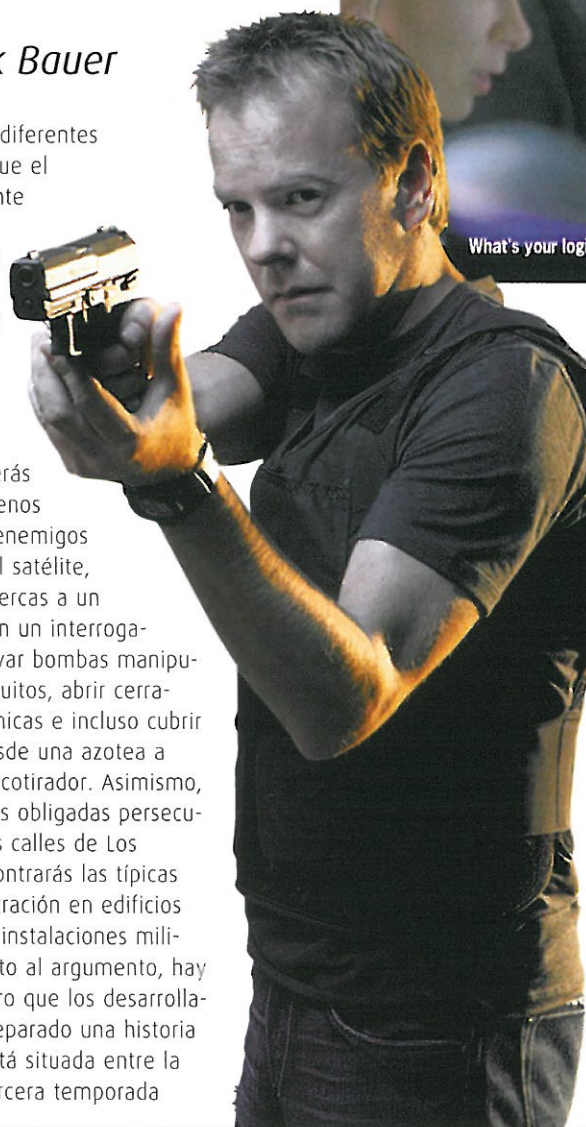 k Bauer
diferentes
ue el
nte
erás
enos
enemigos
l satélite,
ercas a un
n un interroga-
var bombas manipu-
uitos, abrir cerra-
nicas e incluso cubrir
sde una azotea a
cotirador. Asimismo,
s obligadas persecu-
s calles de Los
ontrarás las típicas
tración en edificios
instalaciones mili-
to al argumento, hay
ro que los desarrolla-
eparado una historia
tá situada entre la
rcera temporada
What's your logi